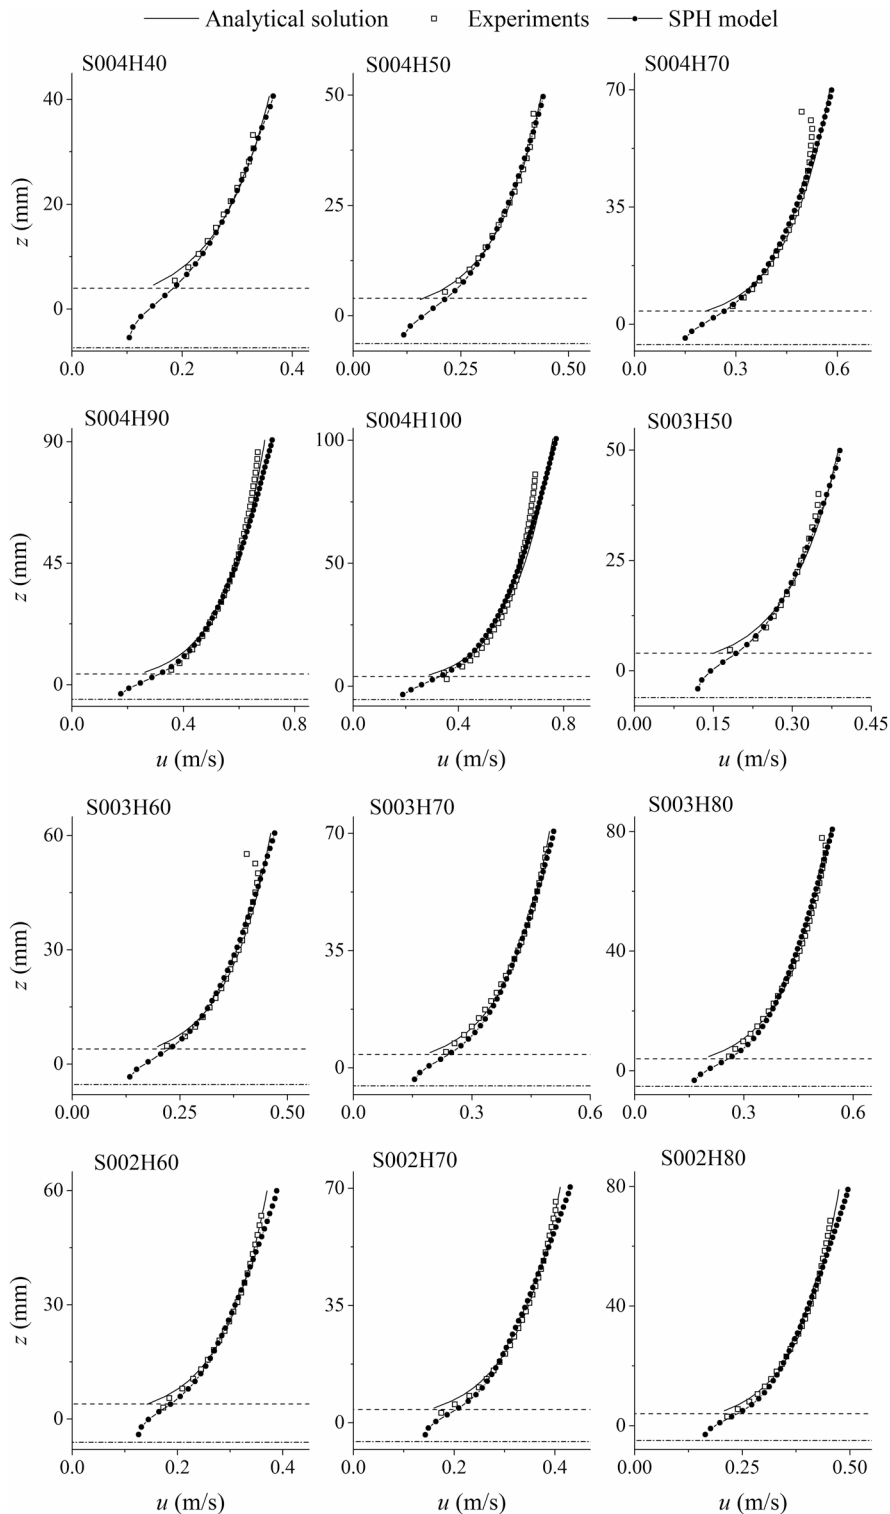 Analytical solution Experiments SPH model
S004H40 S004H50 S004H70
z (mm)
40
20
0
0.0 0.2 0.4
50
25
0
0.00 0.25 0.50
70
35
0
0.0 0.3 0.6
S004H90 S004H100 S003H50
z (mm)
90
45
0
0.0 0.4 0.8
u (m/s)
100
50
0
0.0 0.4 0.8
u (m/s)
50
25
0
0.00 0.15 0.30 0.45
u (m/s)
S003H60 S003H70 S003H80
z (mm)
60
30
0
0.00 0.25 0.50
70
35
0
0.0 0.3 0.6
80
40
0
0.0 0.3 0.6
S002H60 S002H70 S002H80
z (mm)
60
30
0
0.0 0.2 0.4
u (m/s)
70
35
0
0.0 0.2 0.4
u (m/s)
80
40
0
0.00 0.25 0.50
u (m/s)